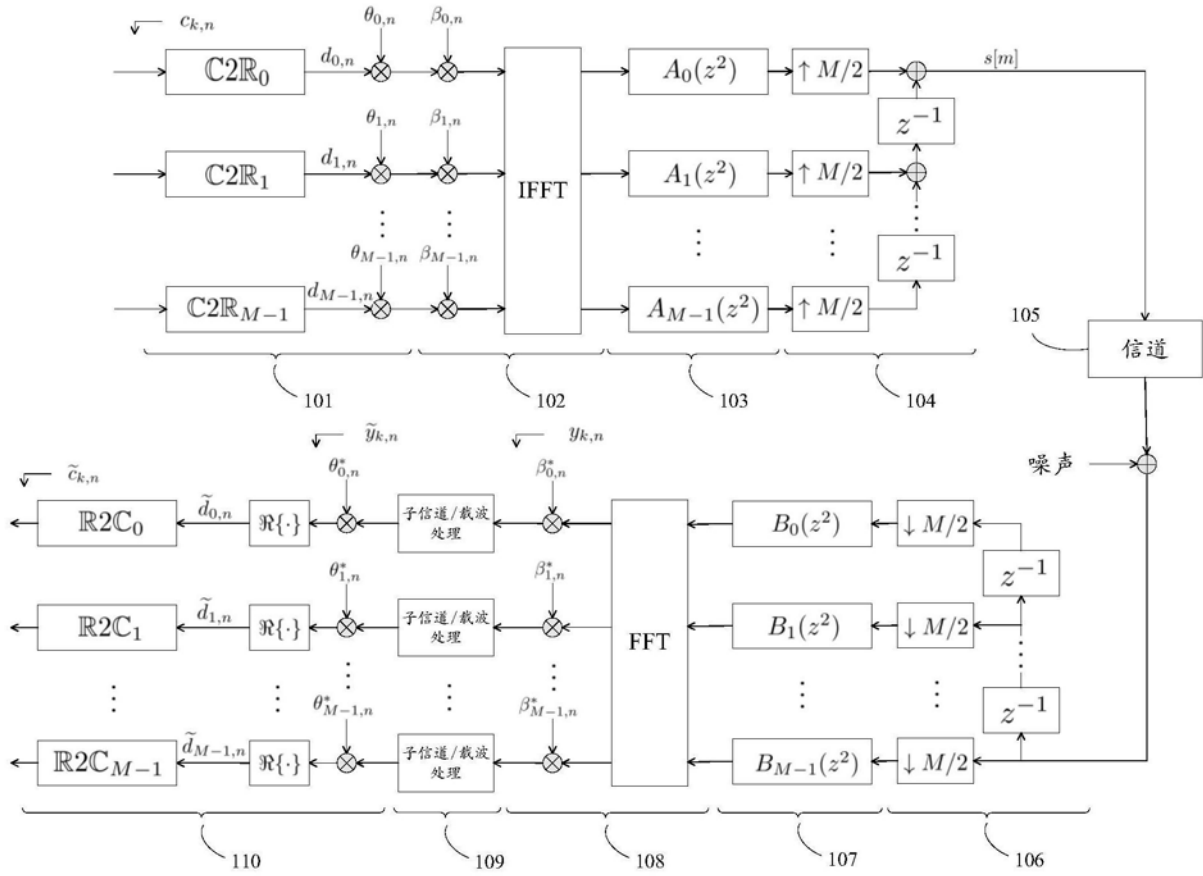 c_{k,n} θ_{0,n} β_{0,n}
ℂ2ℝ_0 d_{0,n} A_0(z^2) ↑ M/2 s[m]
θ_{1,n} β_{1,n} z^{-1}
ℂ2ℝ_1 d_{1,n} IFFT A_1(z^2) ↑ M/2
θ_{M-1,n} β_{M-1,n} z^{-1}
ℂ2ℝ_{M-1} d_{M-1,n} A_{M-1}(z^2) ↑ M/2
105 信道
101 102 103 104
ỹ_{k,n} y_{k,n}
c̃_{k,n} θ*_{0,n} β*_{0,n} 噪声
ℝ2ℂ_0 d̃_{0,n} ℜ{·} 子信道/载波 B_0(z^2) ↓ M/2
处理
θ*_{1,n} β*_{1,n} z^{-1}
ℝ2ℂ_1 d̃_{1,n} ℜ{·} 子信道/载波 FFT B_1(z^2) ↓ M/2
处理
θ*_{M-1,n} β*_{M-1,n} z^{-1}
ℝ2ℂ_{M-1} d̃_{M-1,n} ℜ{·} 子信道/载波 B_{M-1}(z^2) ↓ M/2
处理
110 109 108 107 106